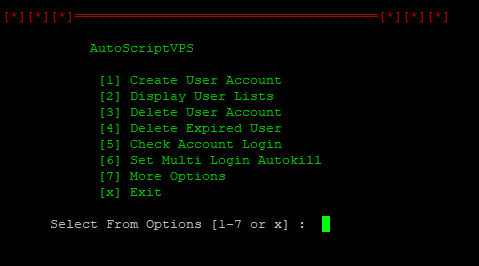 [*][*][*]======================================[*][*][*]
AutoScriptVPS
[1] Create User Account
[2] Display User Lists
[3] Delete User Account
[4] Delete Expired User
[5] Check Account Login
[6] Set Multi Login Autokill
[7] More Options
[x] Exit
Select From Options [1-7 or x] :